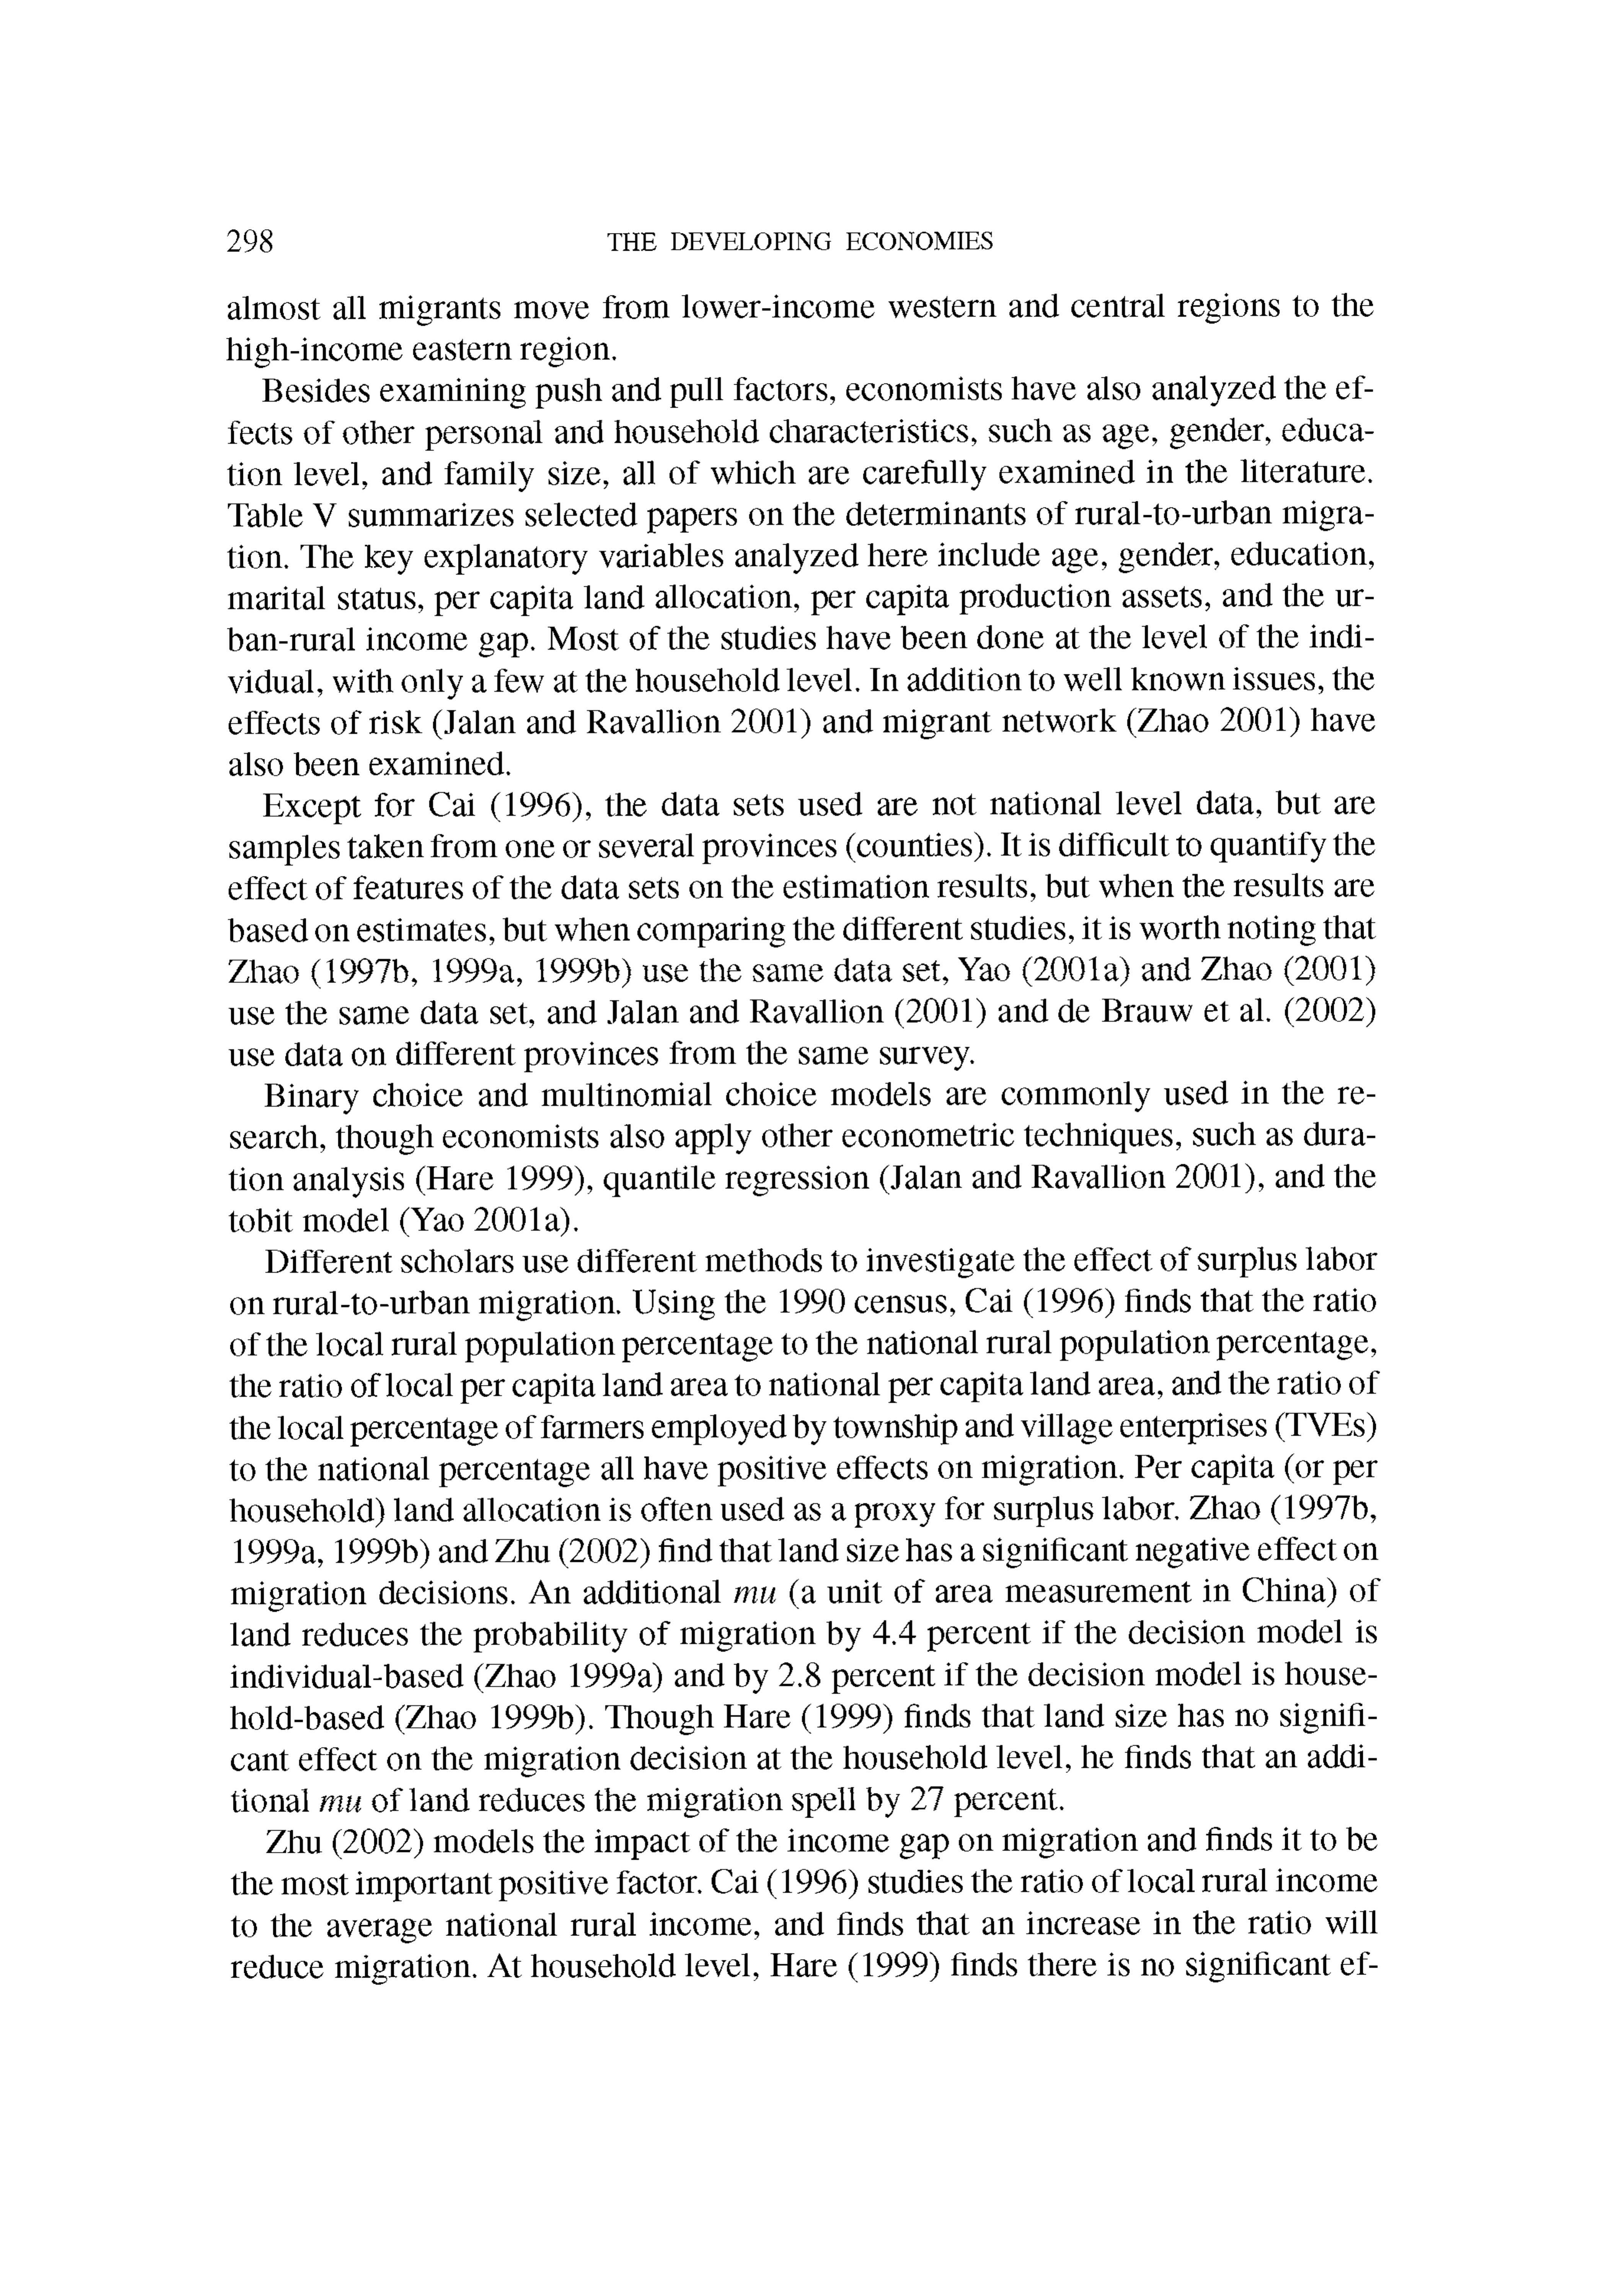 298 THE DEVELOPING ECONOMIES
almost all migrants move from lower-income western and central regions to the
high-income eastern region.
Besides examining push and pull factors, economists have also analyzed the ef-
fects of other personal and household characteristics, such as age, gender, educa-
tion level, and family size, all of which are carefully examined in the literature.
Table V summarizes selected papers on the determinants of rural-to-urban migra-
tion. The key explanatory variables analyzed here include age, gender, education,
marital status, per capita land allocation, per capita production assets, and the ur-
ban-rural income gap. Most of the studies have been done at the level of the indi-
vidual, with only a few at the household level. In addition to well known issues, the
effects of risk (Jalan and Ravallion 2001) and migrant network (Zhao 2001) have
also been examined.
Except for Cai (1996), the data sets used are not national level data, but are
samples taken from one or several provinces (counties). It is difficult to quantify the
effect of features of the data sets on the estimation results, but when the results are
based on estimates, but when comparing the different studies, it is worth noting that
Zhao (1997b, 1999a, 1999b) use the same data set, Yao (2001a) and Zhao (2001)
use the same data set, and Jalan and Ravallion (2001) and de Brauw et al. (2002)
use data on different provinces from the same survey.
Binary choice and multinomial choice models are commonly used in the re-
search, though economists also apply other econometric techniques, such as dura-
tion analysis (Hare 1999), quantile regression (Jalan and Ravallion 2001), and the
tobit model (Yao 2001a).
Different scholars use different methods to investigate the effect of surplus labor
on rural-to-urban migration. Using the 1990 census, Cai (1996) finds that the ratio
of the local rural population percentage to the national rural population percentage,
the ratio of local per capita land area to national per capita land area, and the ratio of
the local percentage of farmers employed by township and village enterprises (TVEs)
to the national percentage all have positive effects on migration. Per capita (or per
household) land allocation is often used as a proxy for surplus labor. Zhao (1997b,
1999a, 1999b) and Zhu (2002) find that land size has a significant negative effect on
migration decisions. An additional mu (a unit of area measurement in China) of
land reduces the probability of migration by 4.4 percent if the decision model is
individual-based (Zhao 1999a) and by 2.8 percent if the decision model is house-
hold-based (Zhao 1999b). Though Hare (1999) finds that land size has no signifi-
cant effect on the migration decision at the household level, he finds that an addi-
tional mu of land reduces the migration spell by 27 percent.
Zhu (2002) models the impact of the income gap on migration and finds it to be
the most important positive factor. Cai (1996) studies the ratio of local rural income
to the average national rural income, and finds that an increase in the ratio will
reduce migration. At household level, Hare (1999) finds there is no significant ef-